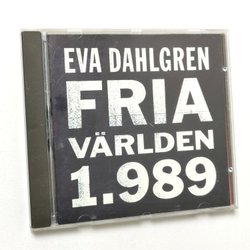 EVA DAHLGREN
FRIA
VÄRLDEN
1.989